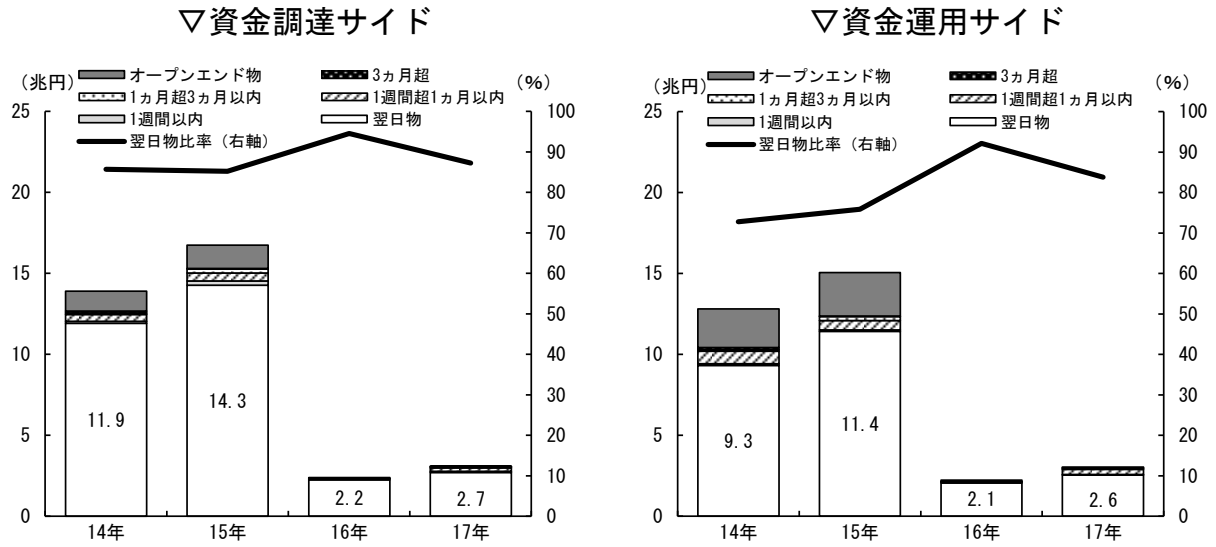 ▽資金調達サイド
（兆円）
オープンエンド物
3ヵ月超
（%）
1ヵ月超3ヵ月以内
1週間超1ヵ月以内
1週間以内
翌日物
翌日物比率（右軸）
25
20
15
10
5
0
100
90
80
70
60
50
40
30
20
10
0
11.9
14.3
2.2
2.7
14年
15年
16年
17年
▽資金運用サイド
（兆円）
オープンエンド物
3ヵ月超
（%）
1ヵ月超3ヵ月以内
1週間超1ヵ月以内
1週間以内
翌日物
翌日物比率（右軸）
25
20
15
10
5
0
100
90
80
70
60
50
40
30
20
10
0
9.3
11.4
2.1
2.6
14年
15年
16年
17年